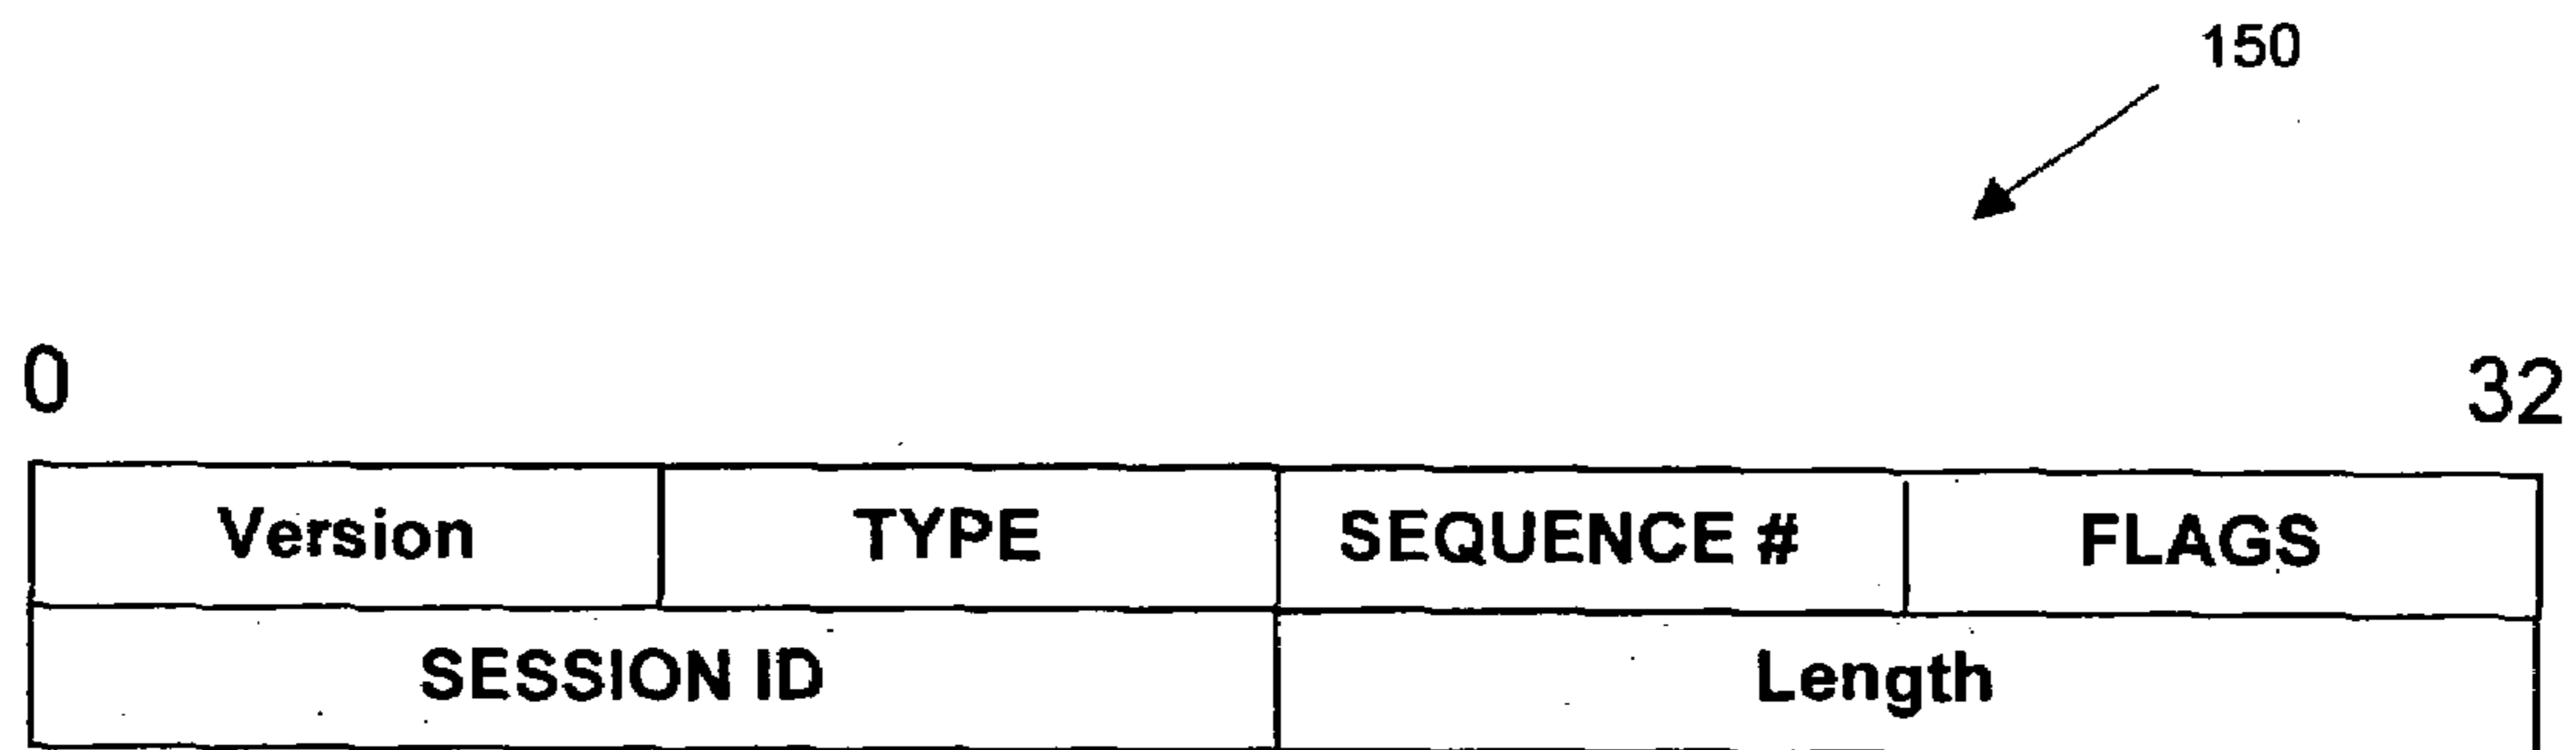 150
0 32
Version TYPE SEQUENCE # FLAGS
SESSION ID Length